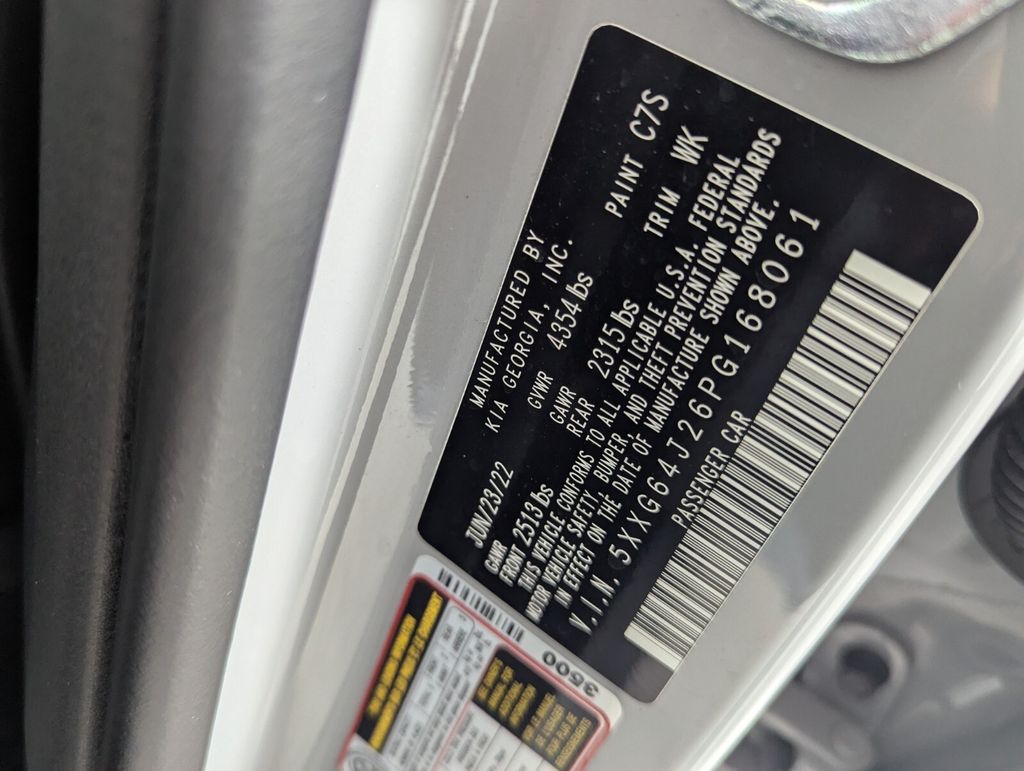 MANUFACTURED BY
KIA GEORGIA, INC.
JUN/23/22 GVWR 4354 lbs PAINT C7S
GAWR GAWR
FRONT 2513 lbs REAR 2315 lbs TRIM WK
THIS VEHICLE CONFORMS TO ALL APPLICABLE U.S.A. FEDERAL
MOTOR VEHICLE SAFETY, BUMPER, AND THEFT PREVENTION STANDARDS
IN EFFECT ON THE DATE OF MANUFACTURE SHOWN ABOVE.
V.I.N. 5XXG64J26PG168061
PASSENGER CAR
3500